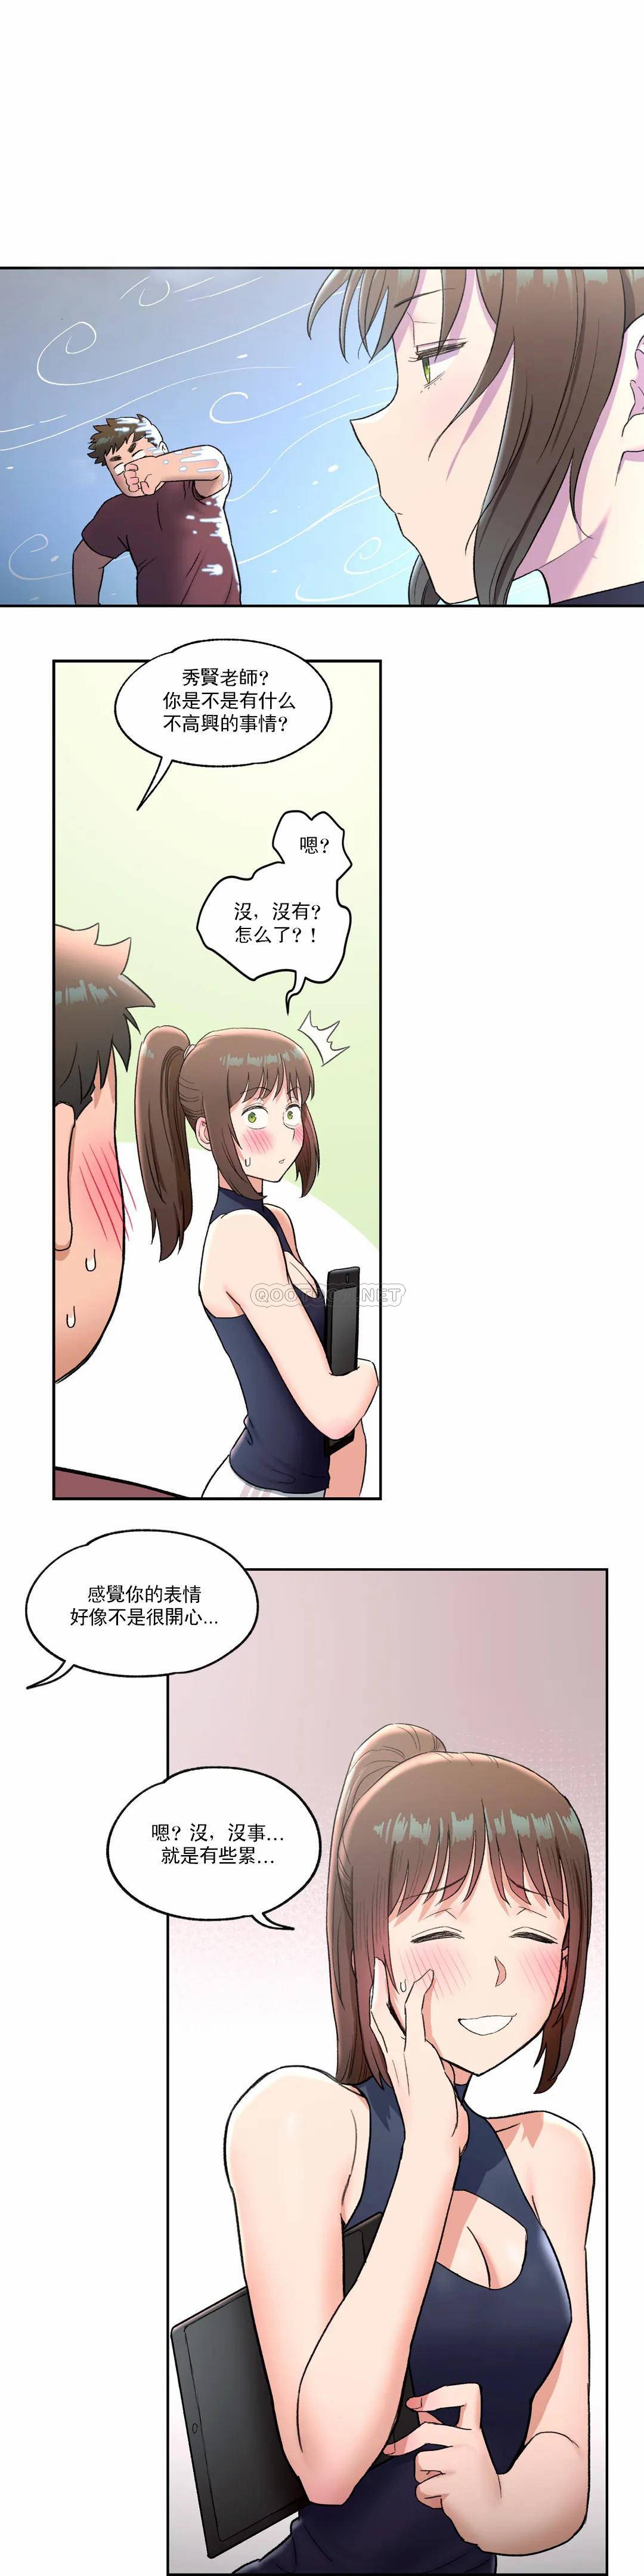 秀賢老師?
你是不是有什么
不高興的事情?
嗯?
沒, 沒有?
怎么了?!
QOOTOON.NET
感覺你的表情
好像不是很開心...
嗯? 沒, 沒事...
就是有些累...